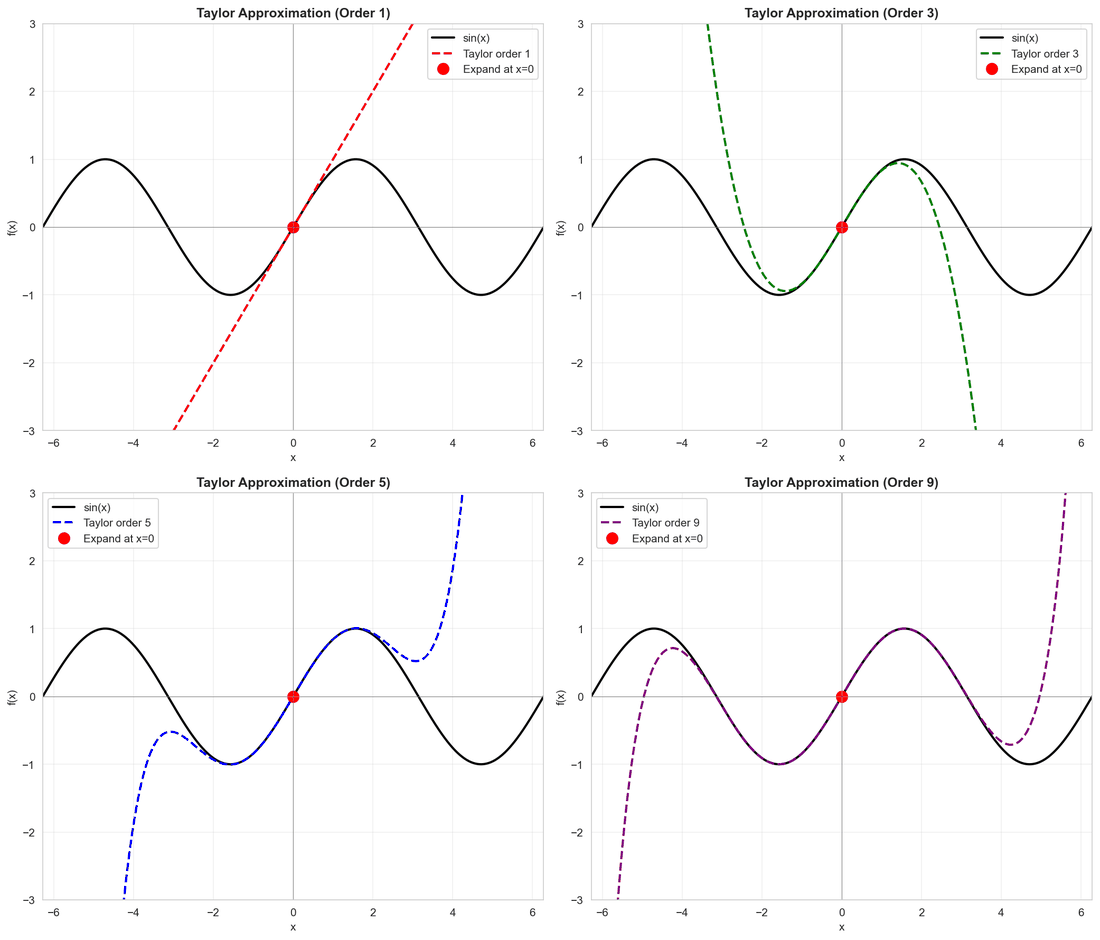 Taylor Approximation (Order 1)
sin(x)
Taylor order 1
Expand at x=0
3
2
1
0
−1
−2
−3
f(x)
−6 −4 −2 0 2 4 6
x
Taylor Approximation (Order 3)
sin(x)
Taylor order 3
Expand at x=0
3
2
1
0
−1
−2
−3
f(x)
−6 −4 −2 0 2 4 6
x
Taylor Approximation (Order 5)
sin(x)
Taylor order 5
Expand at x=0
3
2
1
0
−1
−2
−3
f(x)
−6 −4 −2 0 2 4 6
x
Taylor Approximation (Order 9)
sin(x)
Taylor order 9
Expand at x=0
3
2
1
0
−1
−2
−3
f(x)
−6 −4 −2 0 2 4 6
x